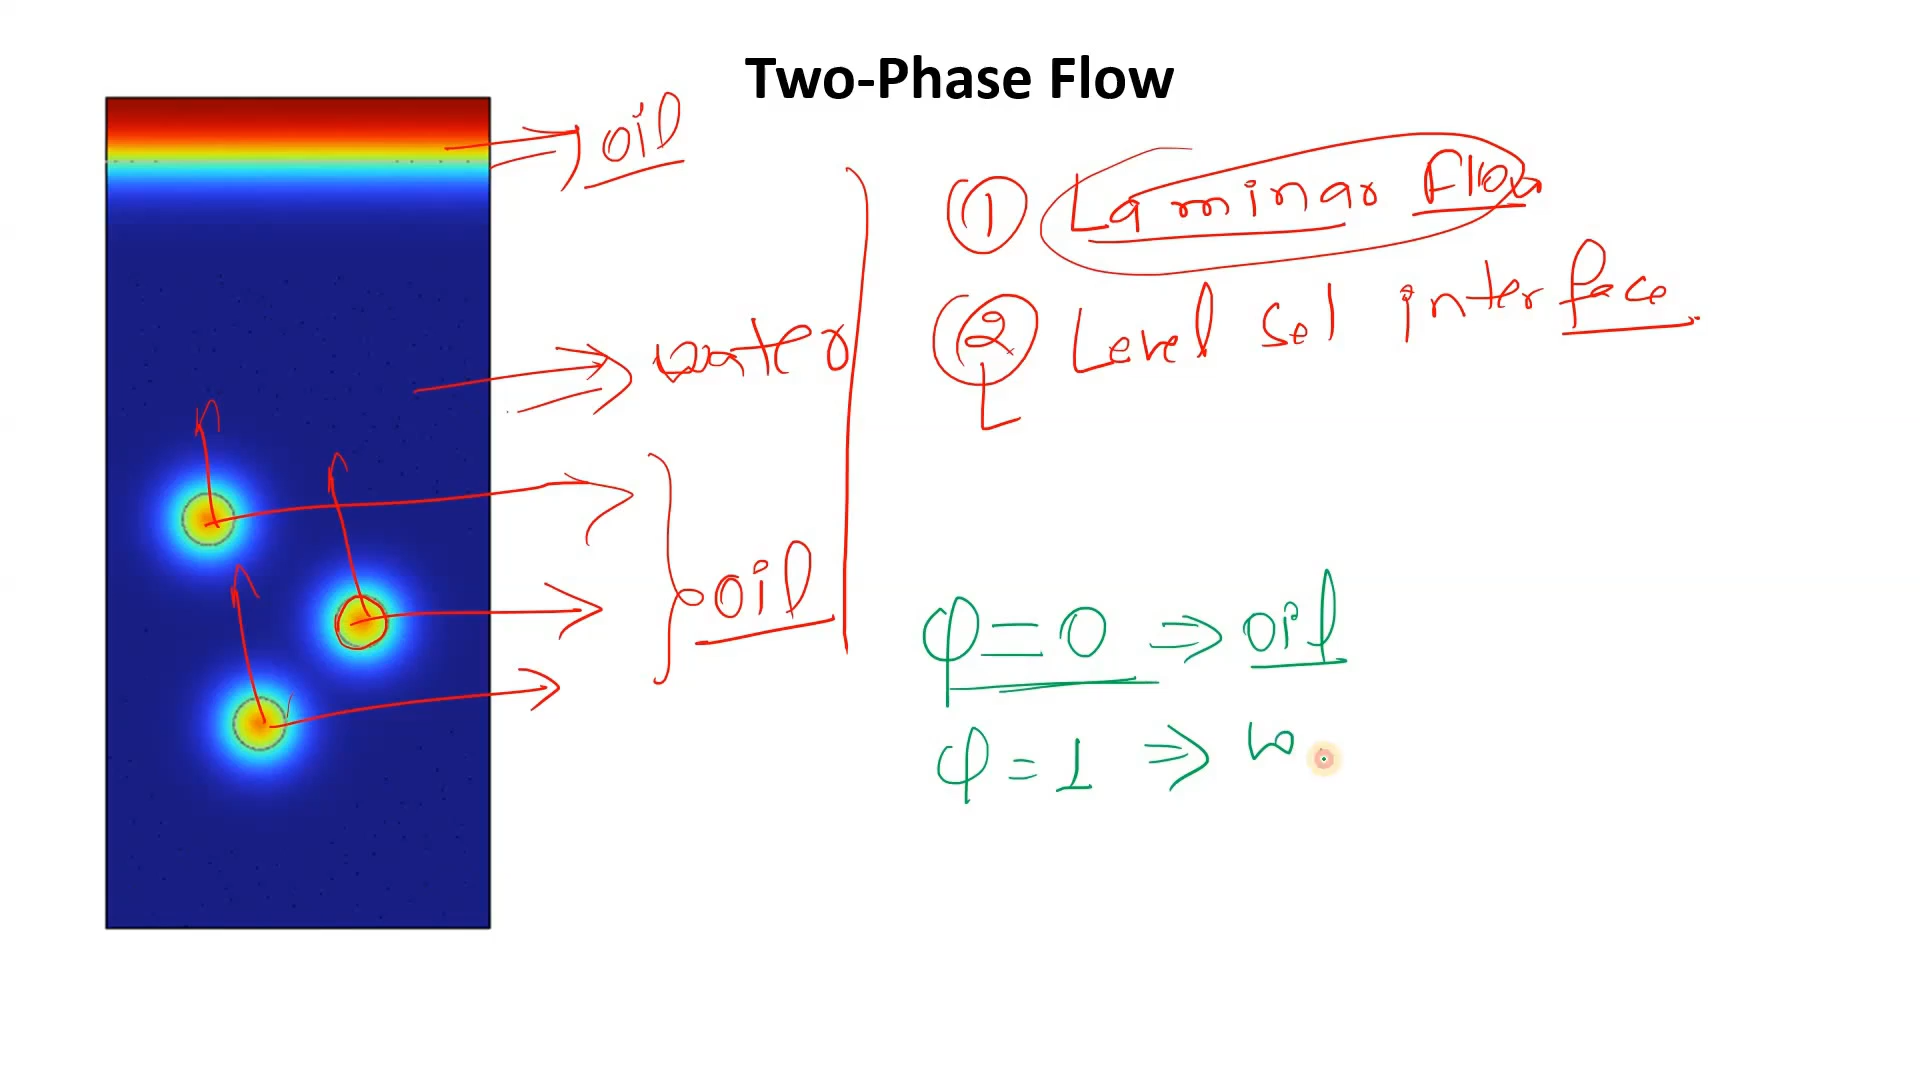 Two-Phase Flow
oil
① Laminar Flow
② Level Set interface
water
oil
φ = 0 ⇒ oil
φ = 1 ⇒ w